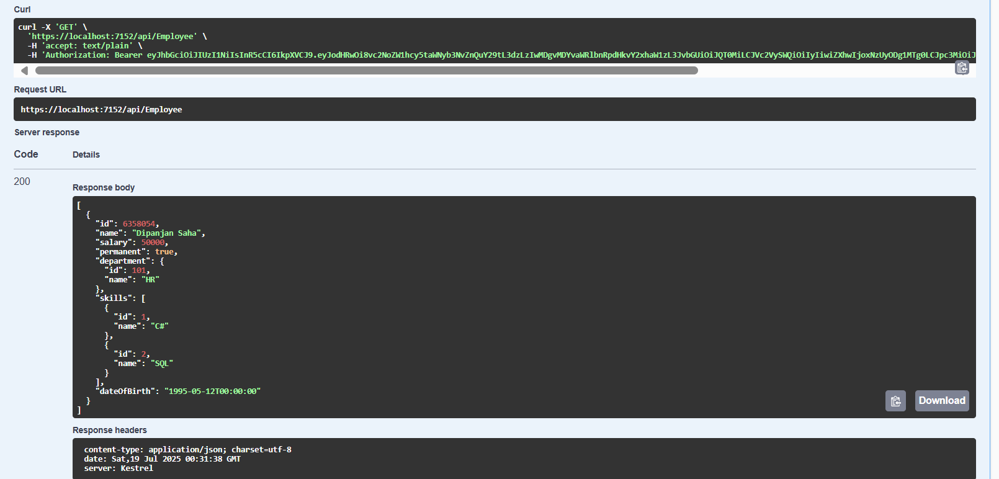 Curl
curl -X 'GET' \
  'https://localhost:7152/api/Employee' \
  -H 'accept: text/plain' \
  -H 'Authorization: Bearer eyJhbGciOiJIUzI1NiIsInR5cCI6IkpXVCJ9.eyJodHRwOi8vc2NoZW1hcy5taWNyb3NvZnQuY29tL3dzLzIwMDgvMDYvaWRlbnRpdHkvY2xhaW1zL3JvbGUiOiJQT0MiLCJVc2VySWQiOiIyIiwiZXhwIjoxNzUyODg1MTg0LCJpc3MiOiJ
Request URL
https://localhost:7152/api/Employee
Server response
Code Details
200
Response body
[
  {
    "id": 6358054,
    "name": "Dipanjan Saha",
    "salary": 50000,
    "permanent": true,
    "department": {
      "id": 101,
      "name": "HR"
    },
    "skills": [
      {
        "id": 1,
        "name": "C#"
      },
      {
        "id": 2,
        "name": "SQL"
      }
    ],
    "dateOfBirth": "1995-05-12T00:00:00"
  }
]
Download
Response headers
content-type: application/json; charset=utf-8
date: Sat,19 Jul 2025 00:31:38 GMT
server: Kestrel